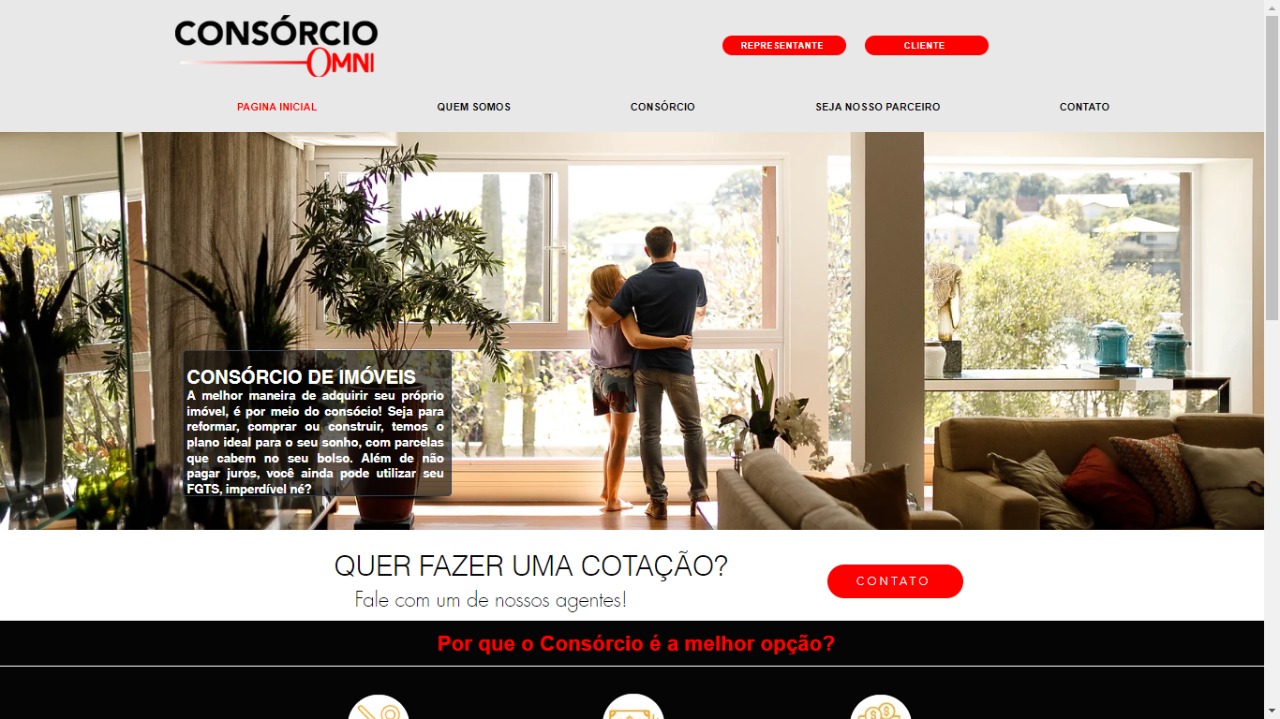 CONSÓRCIO
OMNI
REPRESENTANTE
CLIENTE
PAGINA INICIAL
QUEM SOMOS
CONSÓRCIO
SEJA NOSSO PARCEIRO
CONTATO
CONSÓRCIO DE IMÓVEIS
A melhor maneira de adquirir seu próprio
imóvel, é por meio do consócio! Seja para
reformar, comprar ou construir, temos o
plano ideal para o seu sonho, com parcelas
que cabem no seu bolso. Além de não
pagar juros, você ainda pode utilizar seu
FGTS, imperdível né?
QUER FAZER UMA COTAÇÃO?
Fale com um de nossos agentes!
CONTATO
Por que o Consórcio é a melhor opção?